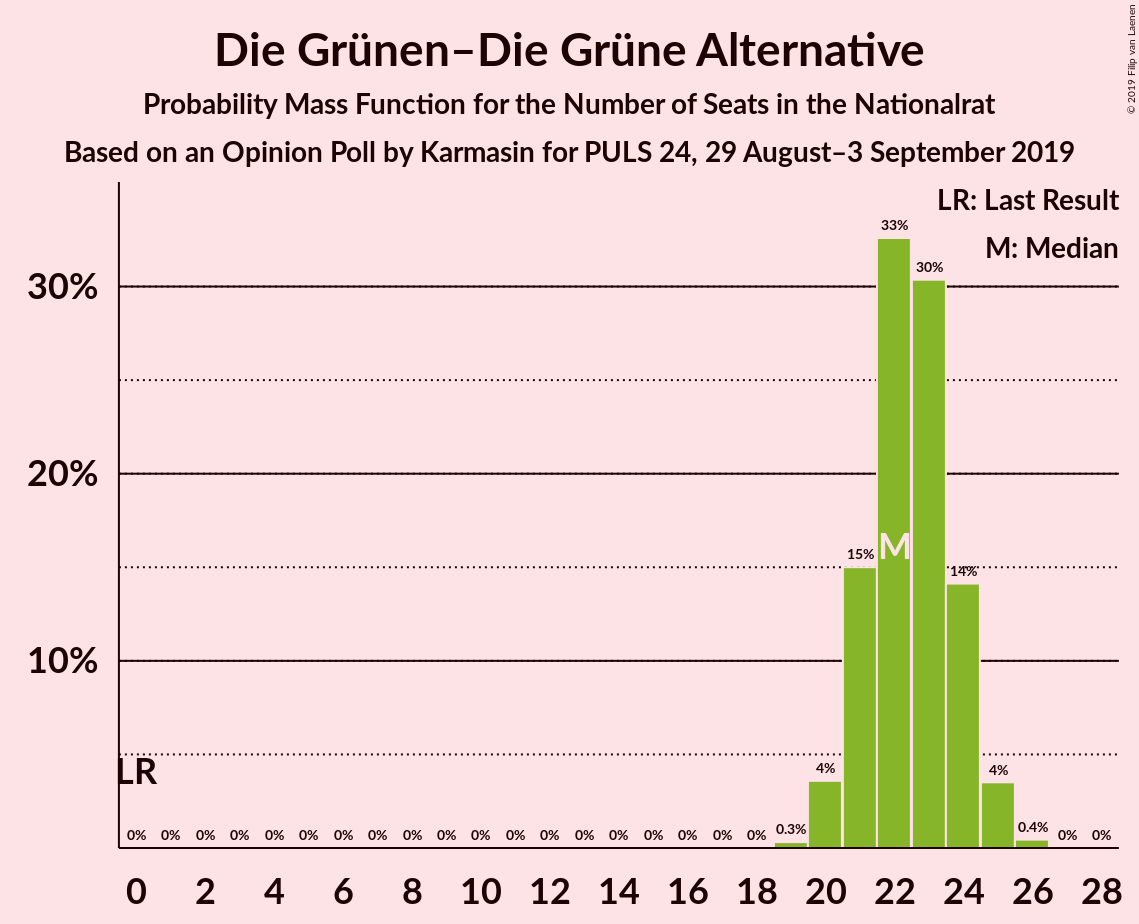 Die Grünen–Die Grüne Alternative
Probability Mass Function for the Number of Seats in the Nationalrat
Based on an Opinion Poll by Karmasin for PULS 24, 29 August–3 September 2019
© 2019 Filip van Laenen
LR: Last Result
M: Median
33%
30%
30%
20%
15%
M
14%
10%
LR
4%
4%
0% 0% 0% 0% 0% 0% 0% 0% 0% 0% 0% 0% 0% 0% 0% 0% 0% 0% 0% 0.3% 0.4% 0% 0%
0 2 4 6 8 10 12 14 16 18 20 22 24 26 28